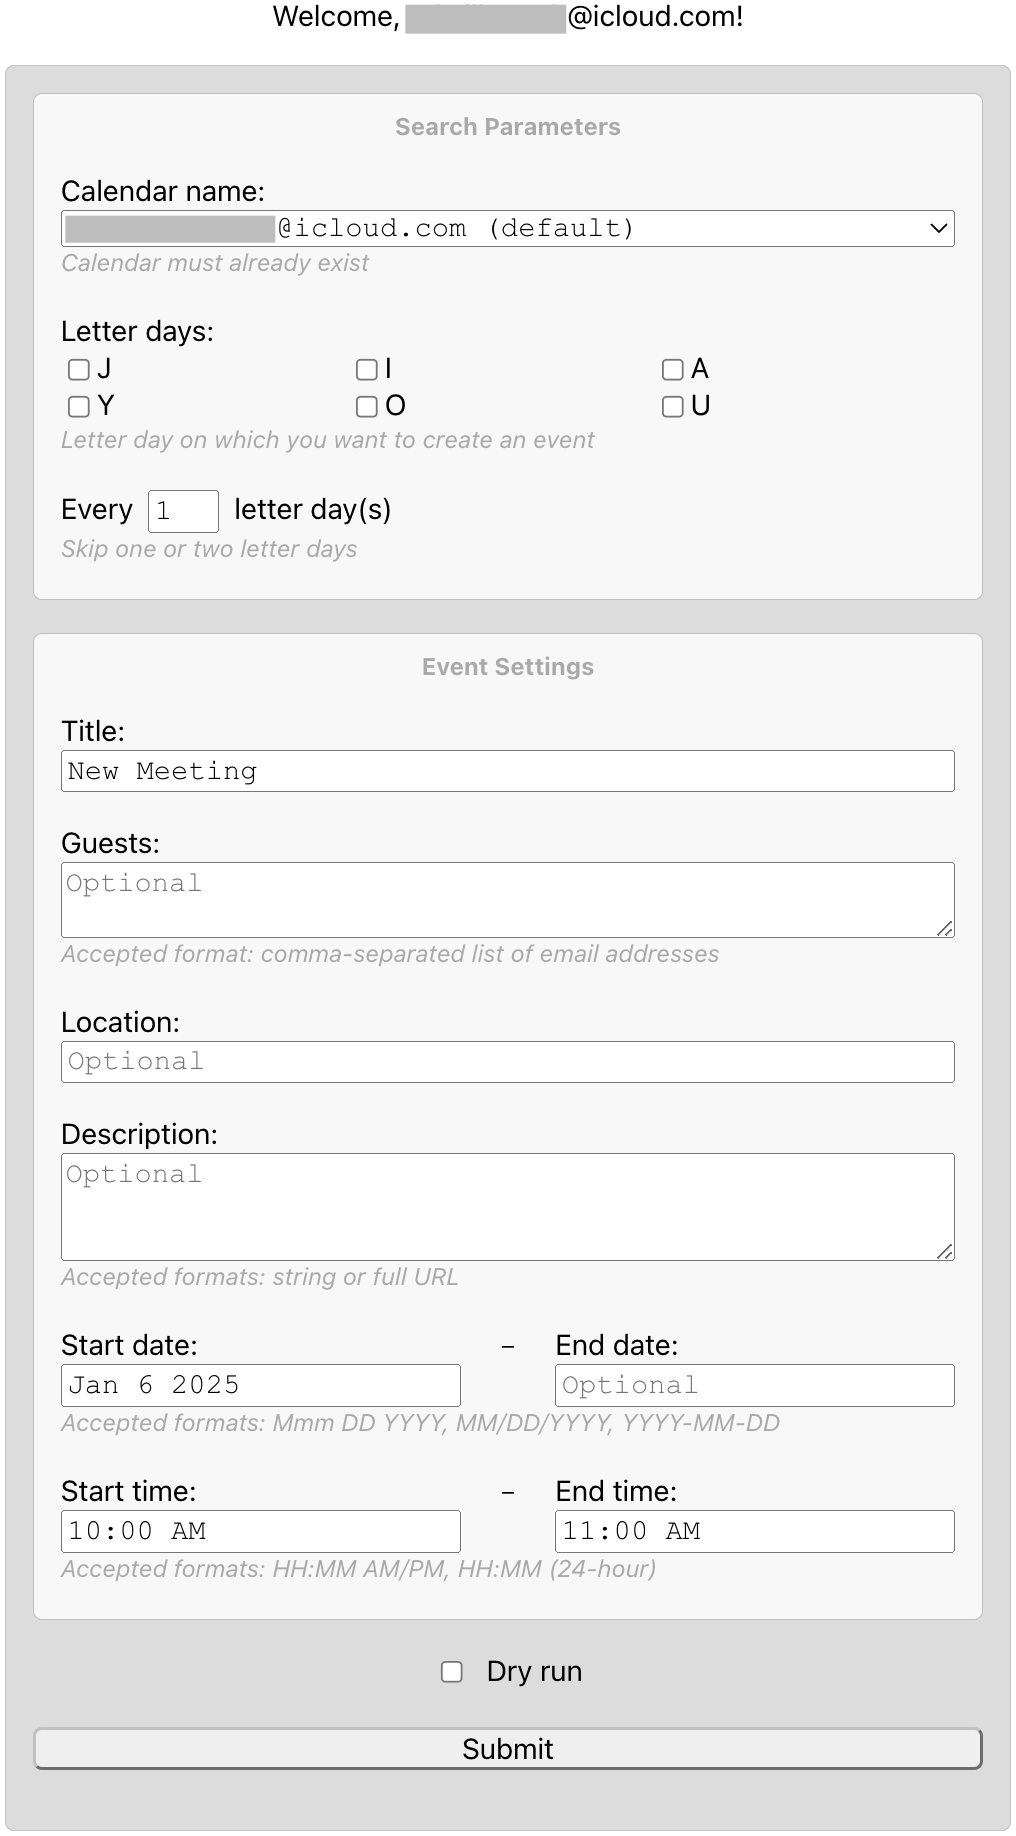 Welcome, @icloud.com!
Search Parameters
Calendar name:
@icloud.com (default)
Calendar must already exist
Letter days:
J I A
Y O U
Letter day on which you want to create an event
Every 1 letter day(s)
Skip one or two letter days
Event Settings
Title:
New Meeting
Guests:
Optional
Accepted format: comma-separated list of email addresses
Location:
Optional
Description:
Optional
Accepted formats: string or full URL
Start date: – End date:
Jan 6 2025 Optional
Accepted formats: Mmm DD YYYY, MM/DD/YYYY, YYYY-MM-DD
Start time: – End time:
10:00 AM 11:00 AM
Accepted formats: HH:MM AM/PM, HH:MM (24-hour)
Dry run
Submit